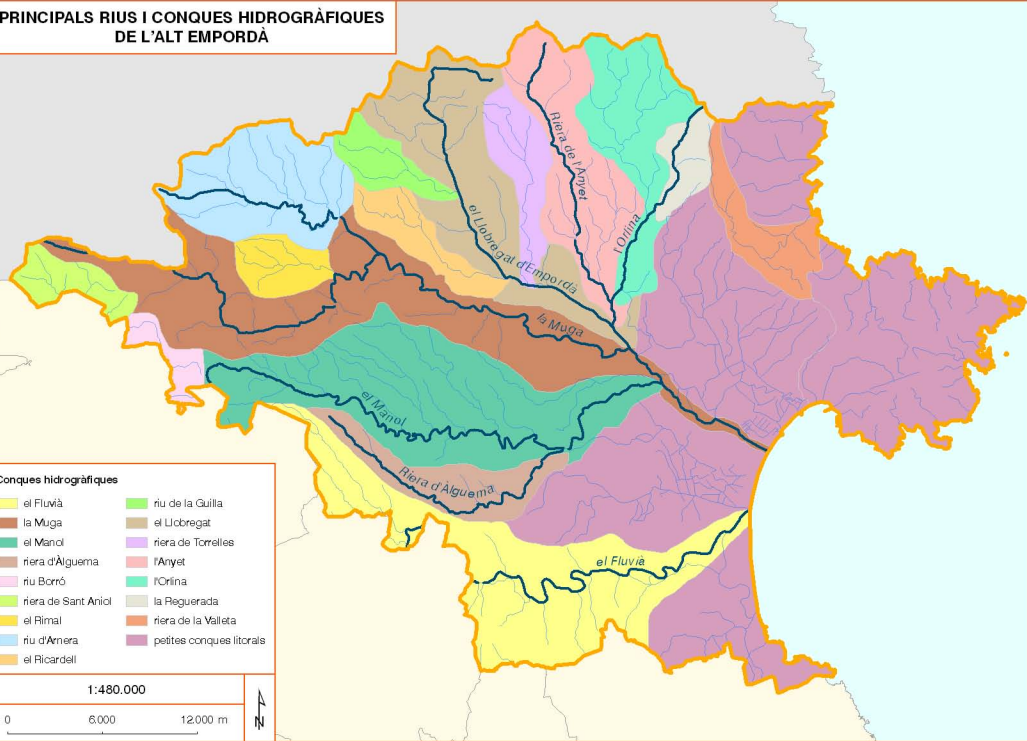 PRINCIPALS RIUS I CONQUES HIDROGRÀFIQUES
DE L'ALT EMPORDÀ
Riera de l'Anyet
el Llobregat d'Empordà
l'Orlina
la Muga
el Manol
Riera d'Àlguema
el Fluvià
Conques hidrogràfiques
el Fluvià
la Muga
el Manol
riera d'Àlguema
riu Borró
riera de Sant Aniol
el Rimal
riu d'Arnera
el Ricardell
riu de la Guilla
el Llobregat
riera de Torrelles
l'Anyet
l'Orlina
la Reguerada
riera de la Valleta
petites conques litorals
1:480.000
0 6.000 12.000 m
N